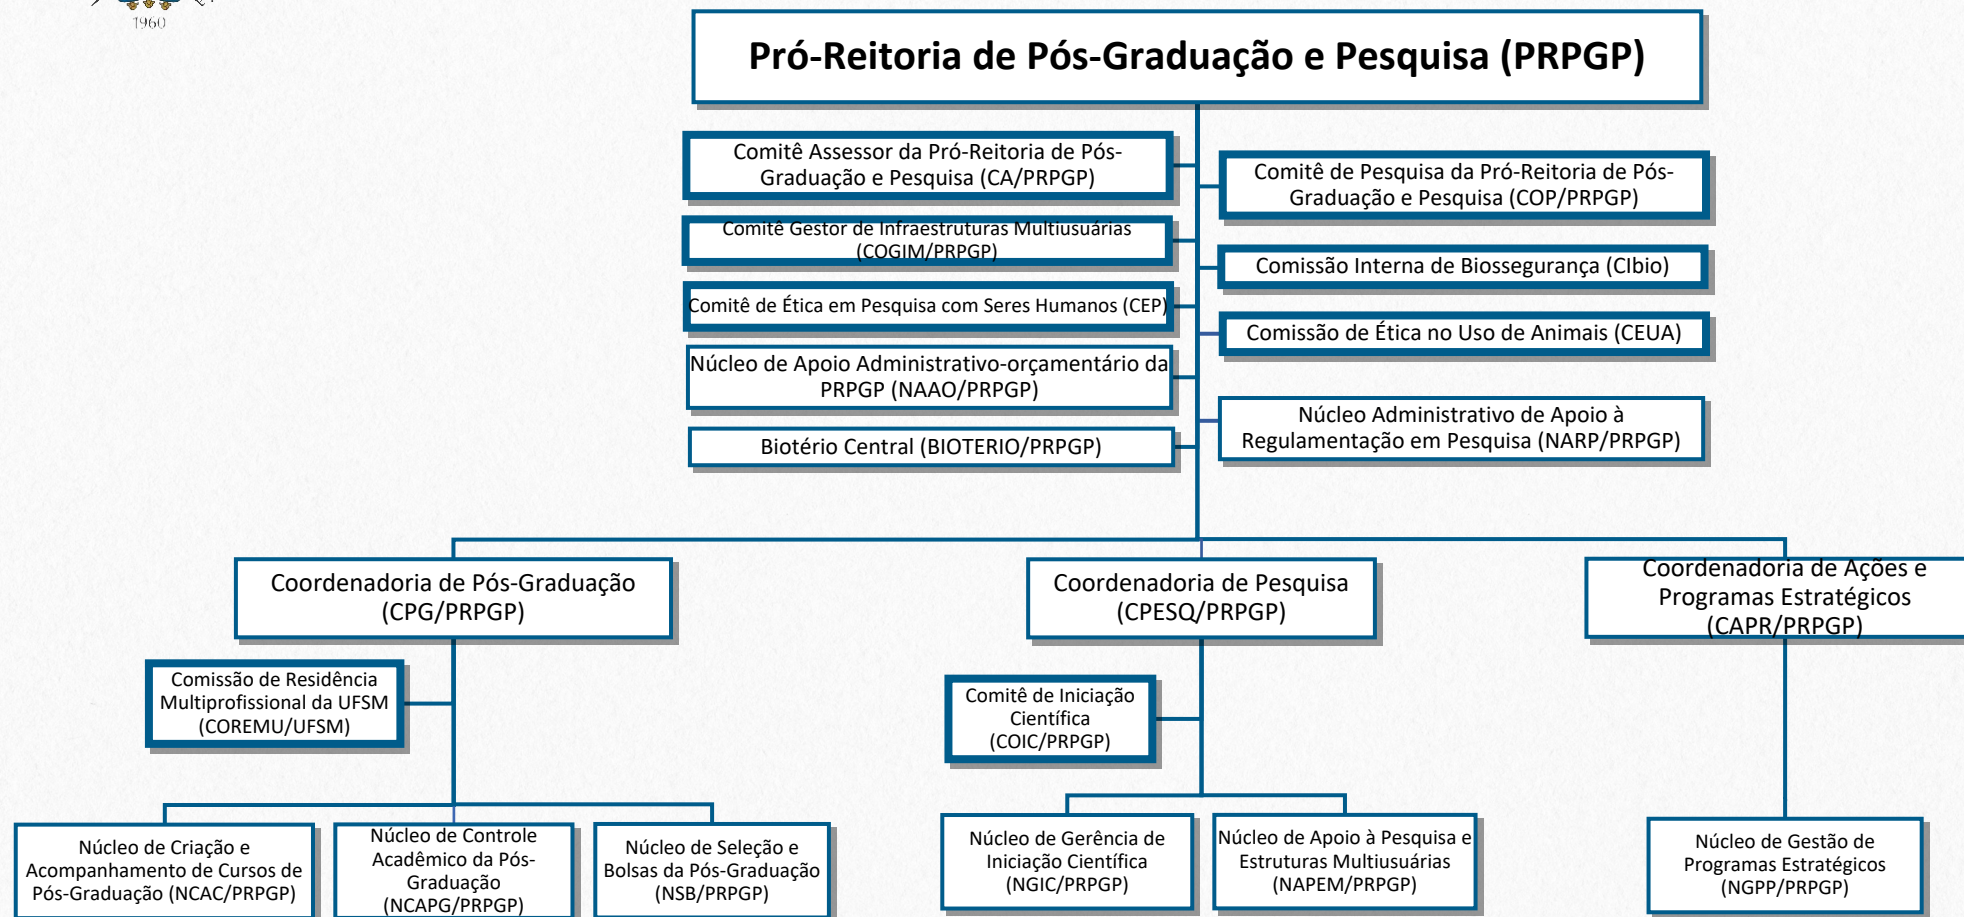 1960
Pró-Reitoria de Pós-Graduação e Pesquisa (PRPGP)
Comitê Assessor da Pró-Reitoria de Pós-
Graduação e Pesquisa (CA/PRPGP)
Comitê de Pesquisa da Pró-Reitoria de Pós-
Graduação e Pesquisa (COP/PRPGP)
Comitê Gestor de Infraestruturas Multiusuárias
(COGIM/PRPGP)
Comissão Interna de Biossegurança (CIbio)
Comitê de Ética em Pesquisa com Seres Humanos (CEP)
Comissão de Ética no Uso de Animais (CEUA)
Núcleo de Apoio Administrativo-orçamentário da
PRPGP (NAAO/PRPGP)
Núcleo Administrativo de Apoio à
Regulamentação em Pesquisa (NARP/PRPGP)
Biotério Central (BIOTERIO/PRPGP)
Coordenadoria de Pós-Graduação
(CPG/PRPGP)
Coordenadoria de Pesquisa
(CPESQ/PRPGP)
Coordenadoria de Ações e
Programas Estratégicos
(CAPR/PRPGP)
Comissão de Residência
Multiprofissional da UFSM
(COREMU/UFSM)
Comitê de Iniciação
Científica
(COIC/PRPGP)
Núcleo de Criação e
Acompanhamento de Cursos de
Pós-Graduação (NCAC/PRPGP)
Núcleo de Controle
Acadêmico da Pós-
Graduação
(NCAPG/PRPGP)
Núcleo de Seleção e
Bolsas da Pós-Graduação
(NSB/PRPGP)
Núcleo de Gerência de
Iniciação Científica
(NGIC/PRPGP)
Núcleo de Apoio à Pesquisa e
Estruturas Multiusuárias
(NAPEM/PRPGP)
Núcleo de Gestão de
Programas Estratégicos
(NGPP/PRPGP)